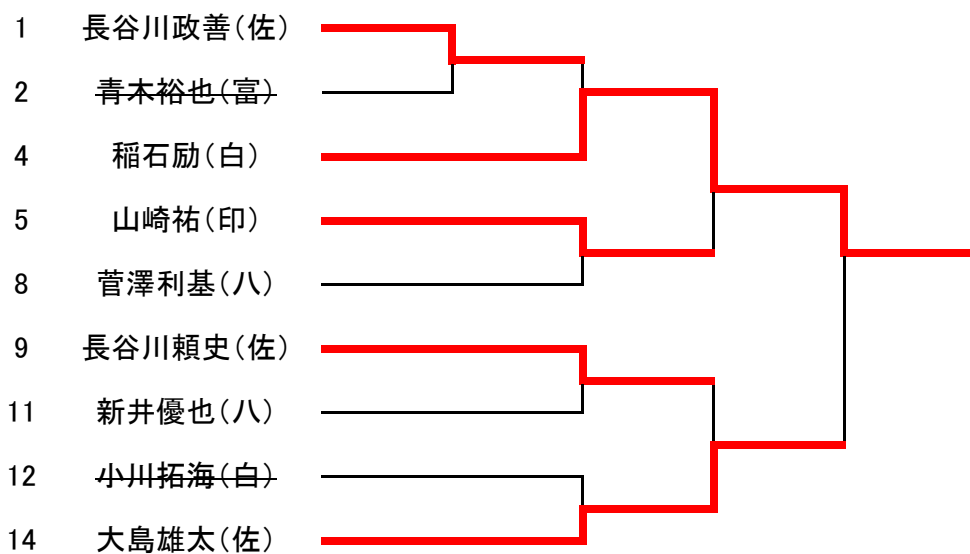 1 長谷川政善(佐)
2 青木裕也(富)
4 稲石励(白)
5 山崎祐(印)
8 菅澤利基(八)
9 長谷川頼史(佐)
11 新井優也(八)
12 小川拓海(白)
14 大島雄太(佐)